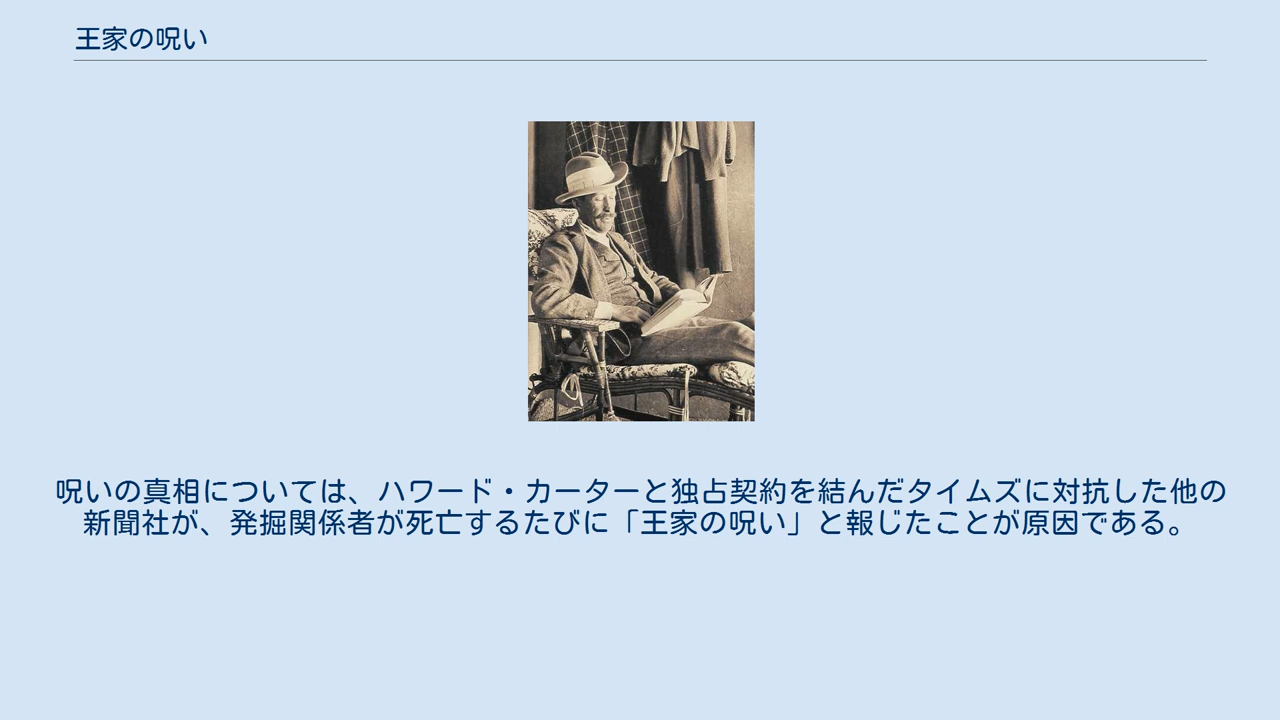 王家の呪い
呪いの真相については、ハワード・カーターと独占契約を結んだタイムズに対抗した他の
新聞社が、発掘関係者が死亡するたびに「王家の呪い」と報じたことが原因である。